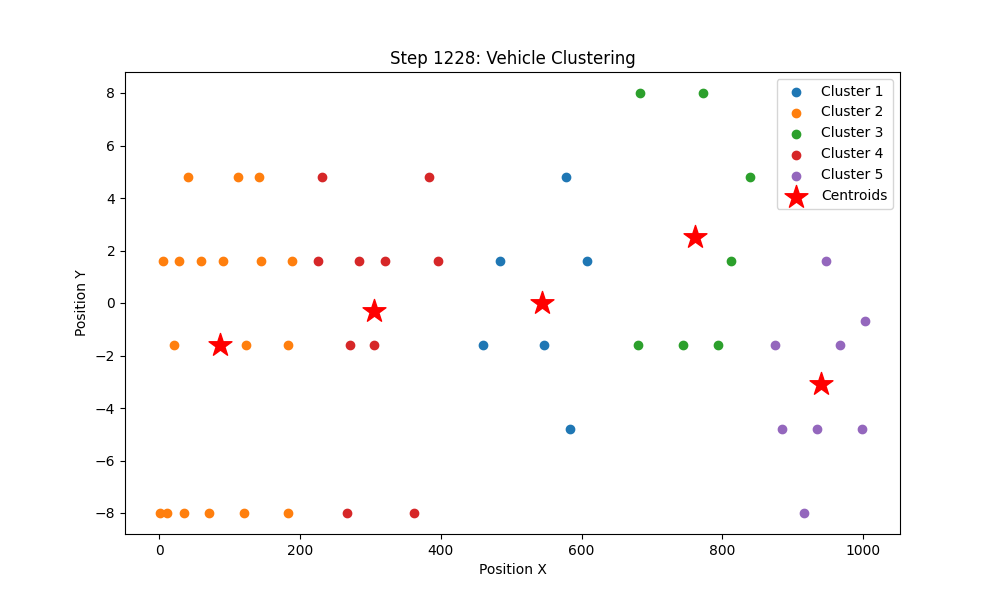 Step 1228: Vehicle Clustering
Cluster 1
Cluster 2
Cluster 3
Cluster 4
Cluster 5
Centroids
Position Y
8
6
4
2
0
−2
−4
−6
−8
0 200 400 600 800 1000
Position X